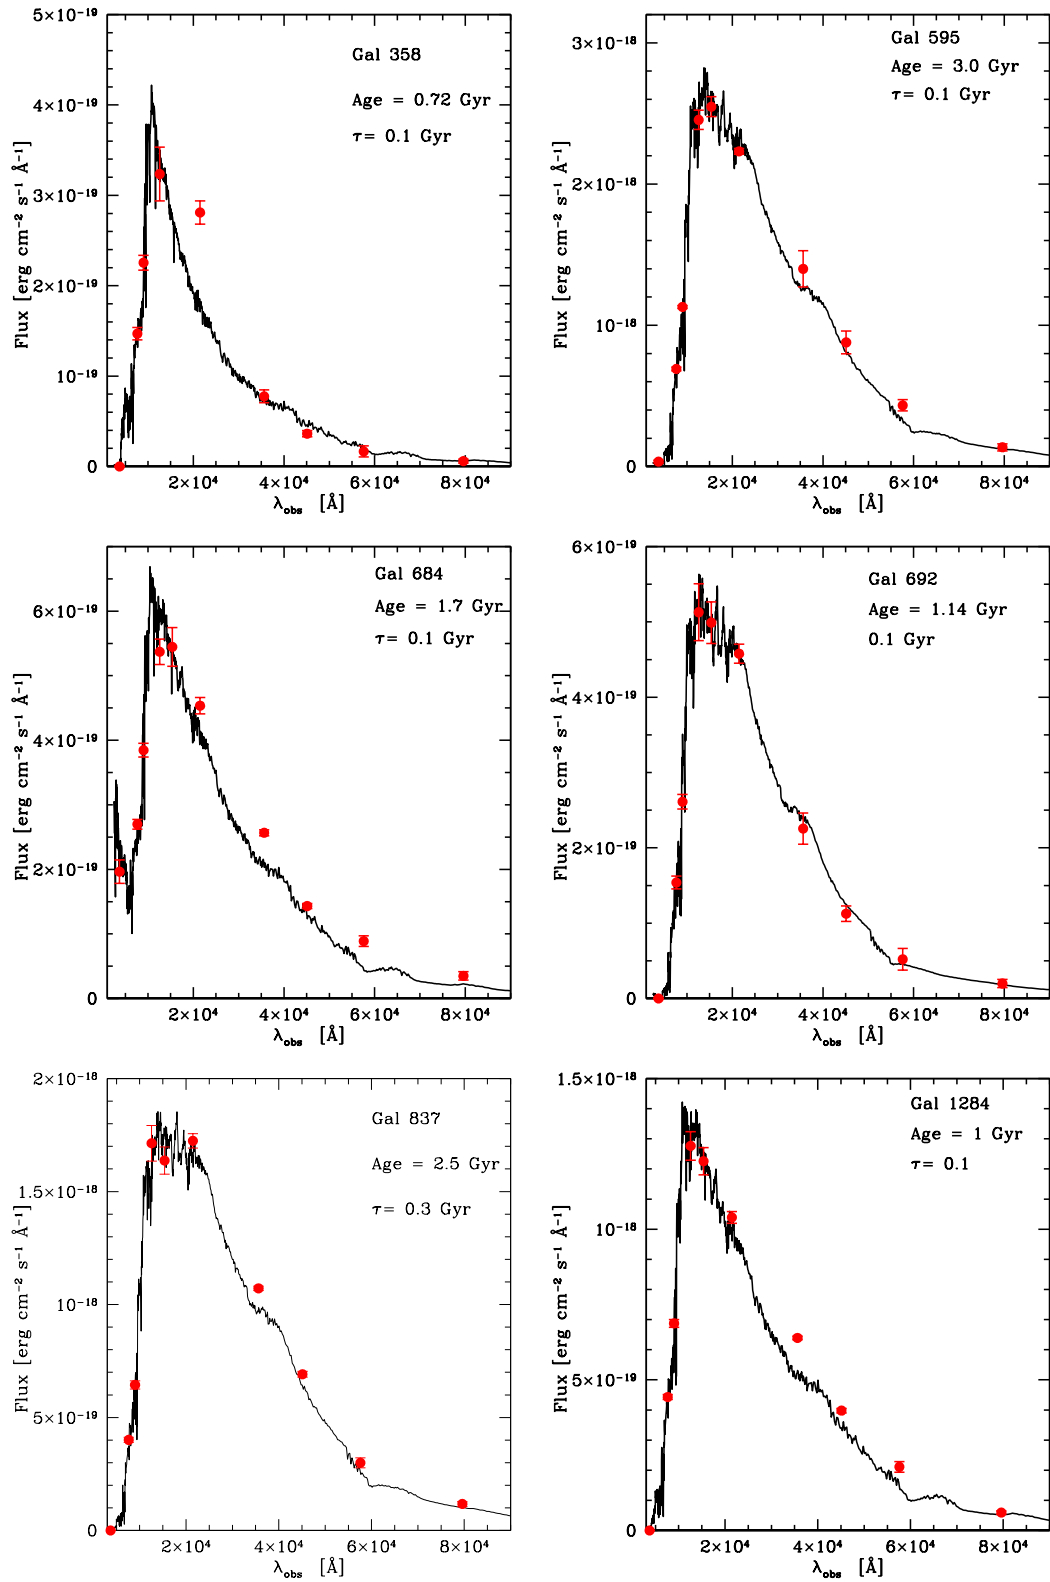 5×10⁻¹⁹
4×10⁻¹⁹
3×10⁻¹⁹
2×10⁻¹⁹
10⁻¹⁹
0
Flux [erg cm⁻² s⁻¹ Å⁻¹]
Gal 358
Age = 0.72 Gyr
τ= 0.1 Gyr
2×10⁴ 4×10⁴ 6×10⁴ 8×10⁴
λobs [Å]
3×10⁻¹⁸
2×10⁻¹⁸
10⁻¹⁸
0
Flux [erg cm⁻² s⁻¹ Å⁻¹]
Gal 595
Age = 3.0 Gyr
τ= 0.1 Gyr
2×10⁴ 4×10⁴ 6×10⁴ 8×10⁴
λobs [Å]
6×10⁻¹⁹
4×10⁻¹⁹
2×10⁻¹⁹
0
Flux [erg cm⁻² s⁻¹ Å⁻¹]
Gal 684
Age = 1.7 Gyr
τ= 0.1 Gyr
2×10⁴ 4×10⁴ 6×10⁴ 8×10⁴
λobs [Å]
6×10⁻¹⁹
4×10⁻¹⁹
2×10⁻¹⁹
0
Flux [erg cm⁻² s⁻¹ Å⁻¹]
Gal 692
Age = 1.14 Gyr
0.1 Gyr
2×10⁴ 4×10⁴ 6×10⁴ 8×10⁴
λobs [Å]
2×10⁻¹⁸
1.5×10⁻¹⁸
10⁻¹⁸
5×10⁻¹⁹
0
Flux [erg cm⁻² s⁻¹ Å⁻¹]
Gal 837
Age = 2.5 Gyr
τ= 0.3 Gyr
2×10⁴ 4×10⁴ 6×10⁴ 8×10⁴
λobs [Å]
1.5×10⁻¹⁸
10⁻¹⁸
5×10⁻¹⁹
0
Flux [erg cm⁻² s⁻¹ Å⁻¹]
Gal 1284
Age = 1 Gyr
τ= 0.1
2×10⁴ 4×10⁴ 6×10⁴ 8×10⁴
λobs [Å]